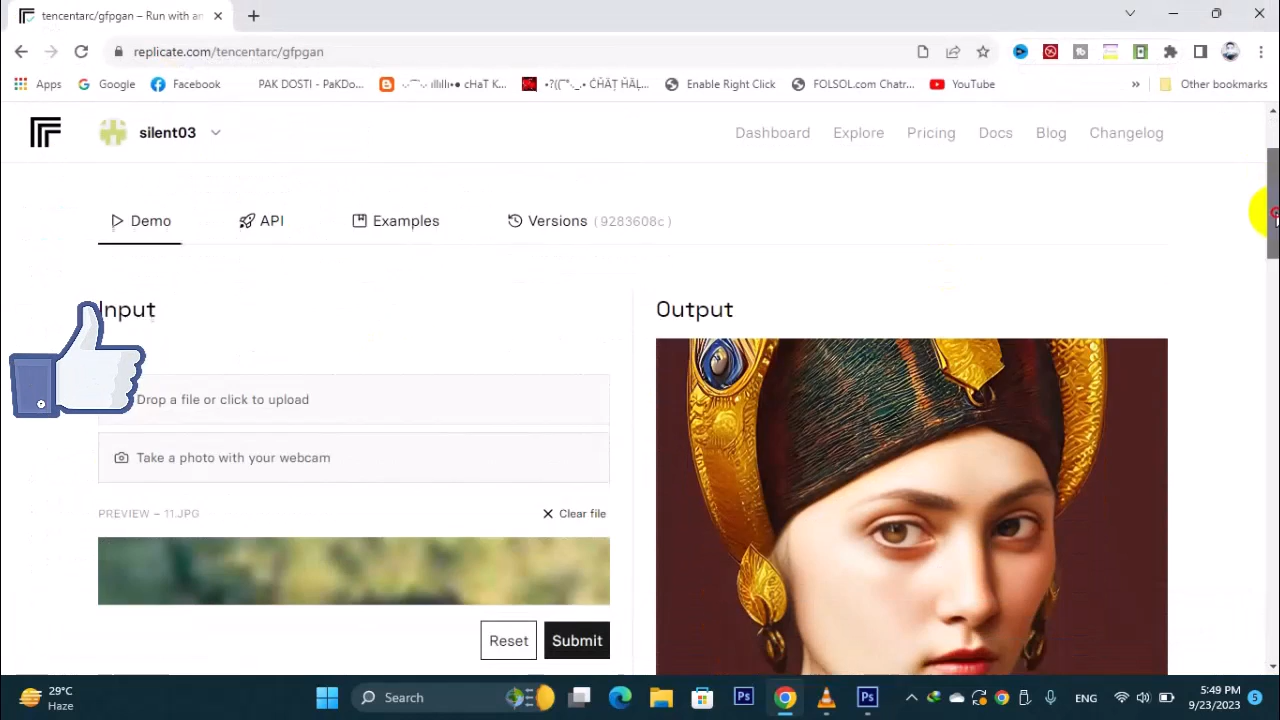 tencentarc/gfpgan – Run with an
replicate.com/tencentarc/gfpgan
Apps
Google
Facebook
PAK DOSTI - PaKDo...
Enable Right Click
FOLSOL.com Chatr...
YouTube
»
Other bookmarks
silent03
Dashboard
Explore
Pricing
Docs
Blog
Changelog
Demo
API
Examples
Versions (9283608c)
Input
Output
Drop a file or click to upload
Take a photo with your webcam
PREVIEW – 11.JPG
Clear file
Reset
Submit
29°C
Haze
Search
Ps
Ps
ENG
5:49 PM
9/23/2023
5